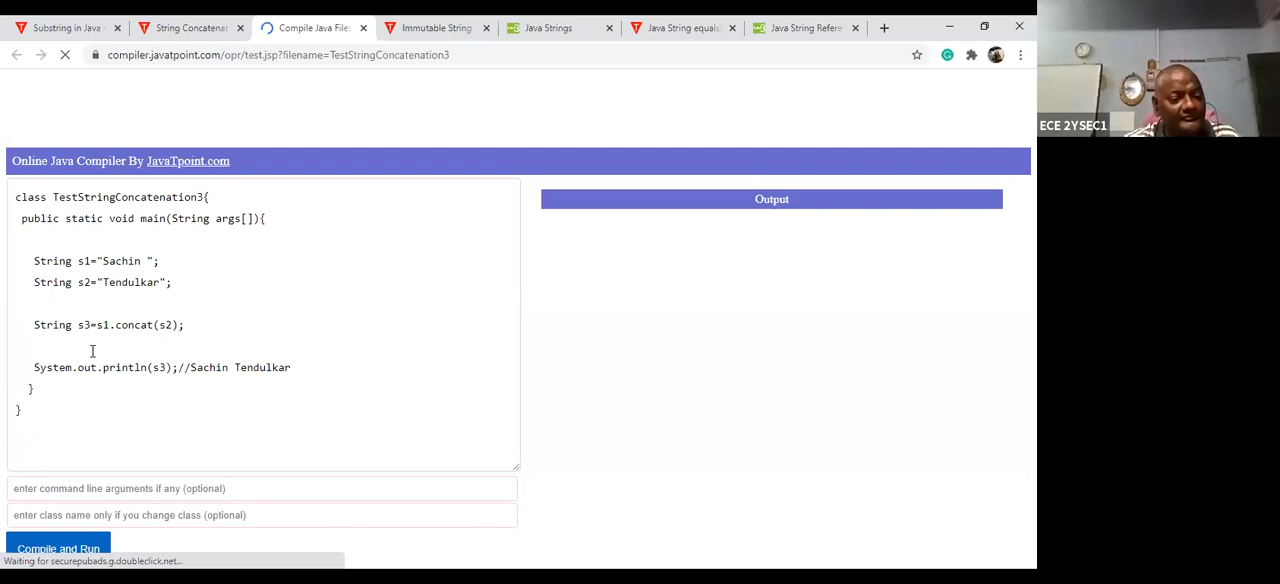 Substring in Java -
String Concatenat
Compile Java File:
Immutable String
Java Strings
Java String equals
Java String Refere
compiler.javatpoint.com/opr/test.jsp?filename=TestStringConcatenation3
ECE 2YSEC1
Online Java Compiler By JavaTpoint.com
class TestStringConcatenation3{
public static void main(String args[]){
String s1="Sachin ";
String s2="Tendulkar";
String s3=s1.concat(s2);
System.out.println(s3);//Sachin Tendulkar
}
}
Output
enter command line arguments if any (optional)
enter class name only if you change class (optional)
Compile and Run
Waiting for securepubads.g.doubleclick.net...